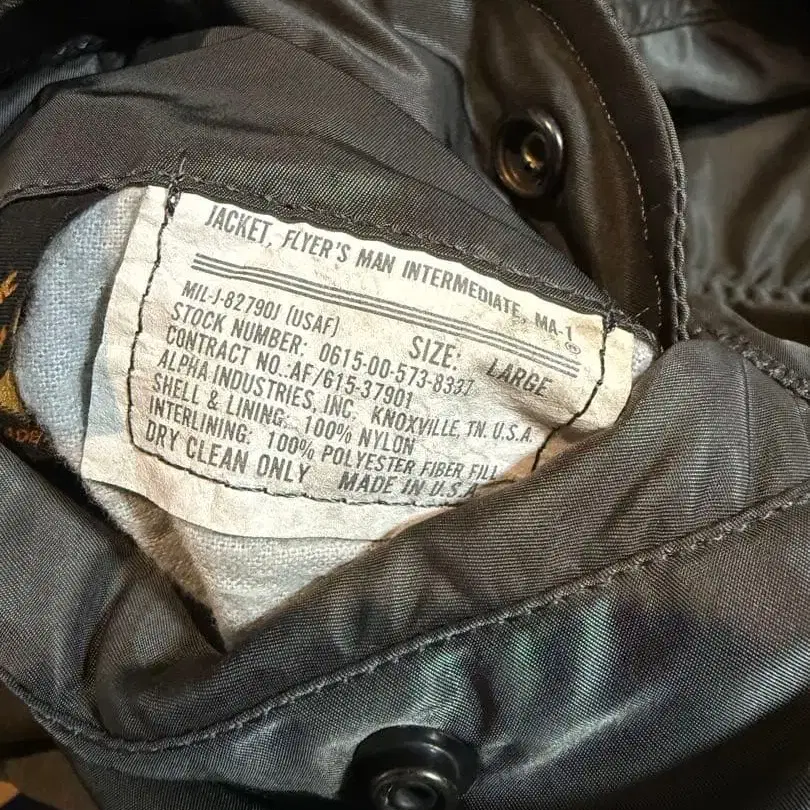 JACKET, FLYER'S MAN INTERMEDIATE, MA-1 ®
MIL-J-8279OJ (USAF) SIZE: LARGE
STOCK NUMBER: 0615-00-573-8337
CONTRACT NO.:AF/615-37901
ALPHA INDUSTRIES, INC. KNOXVILLE, TN. U.S.A.
SHELL & LINING: 100% NYLON
INTERLINING: 100% POLYESTER FIBER FILL
DRY CLEAN ONLY MADE IN U.S.A